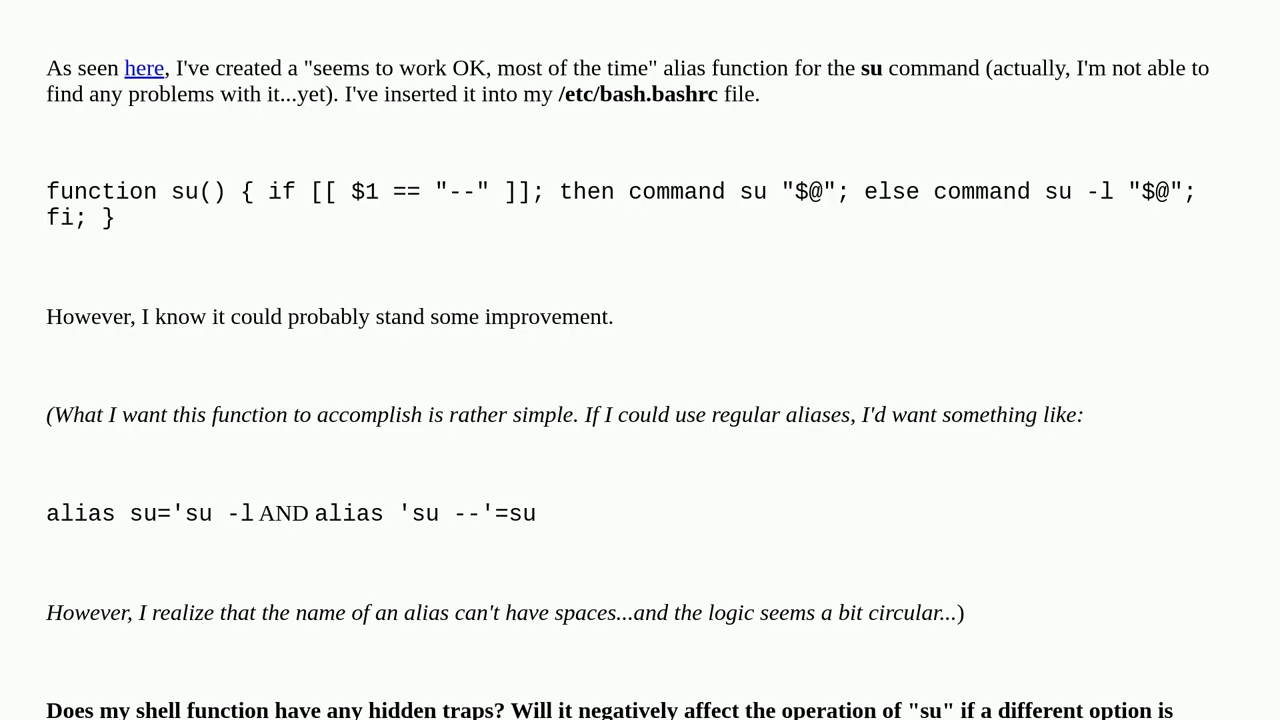 As seen here, I've created a "seems to work OK, most of the time" alias function for the su command (actually, I'm not able to
find any problems with it...yet). I've inserted it into my /etc/bash.bashrc file.
function su() { if [[ $1 == "--" ]]; then command su "$@"; else command su -l "$@";
fi; }
However, I know it could probably stand some improvement.
(What I want this function to accomplish is rather simple. If I could use regular aliases, I'd want something like:
alias su='su -l AND alias 'su --'=su
However, I realize that the name of an alias can't have spaces...and the logic seems a bit circular...)
Does my shell function have any hidden traps? Will it negatively affect the operation of "su" if a different option is